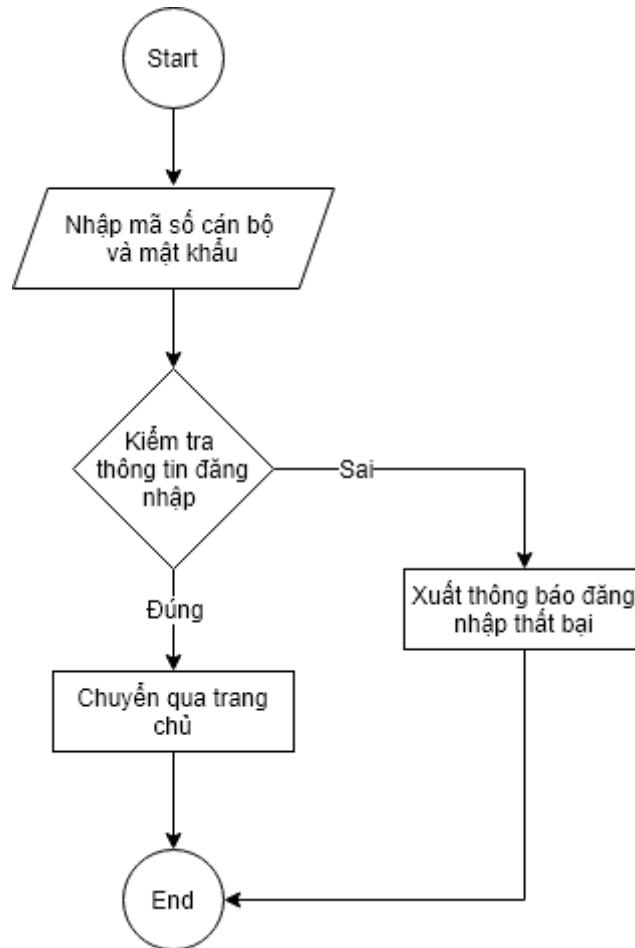 Start
Nhập mã số cán bộ
và mật khẩu
Kiểm tra
thông tin đăng
nhập
Sai
Đúng
Xuất thông báo đăng
nhập thất bại
Chuyển qua trang
chủ
End